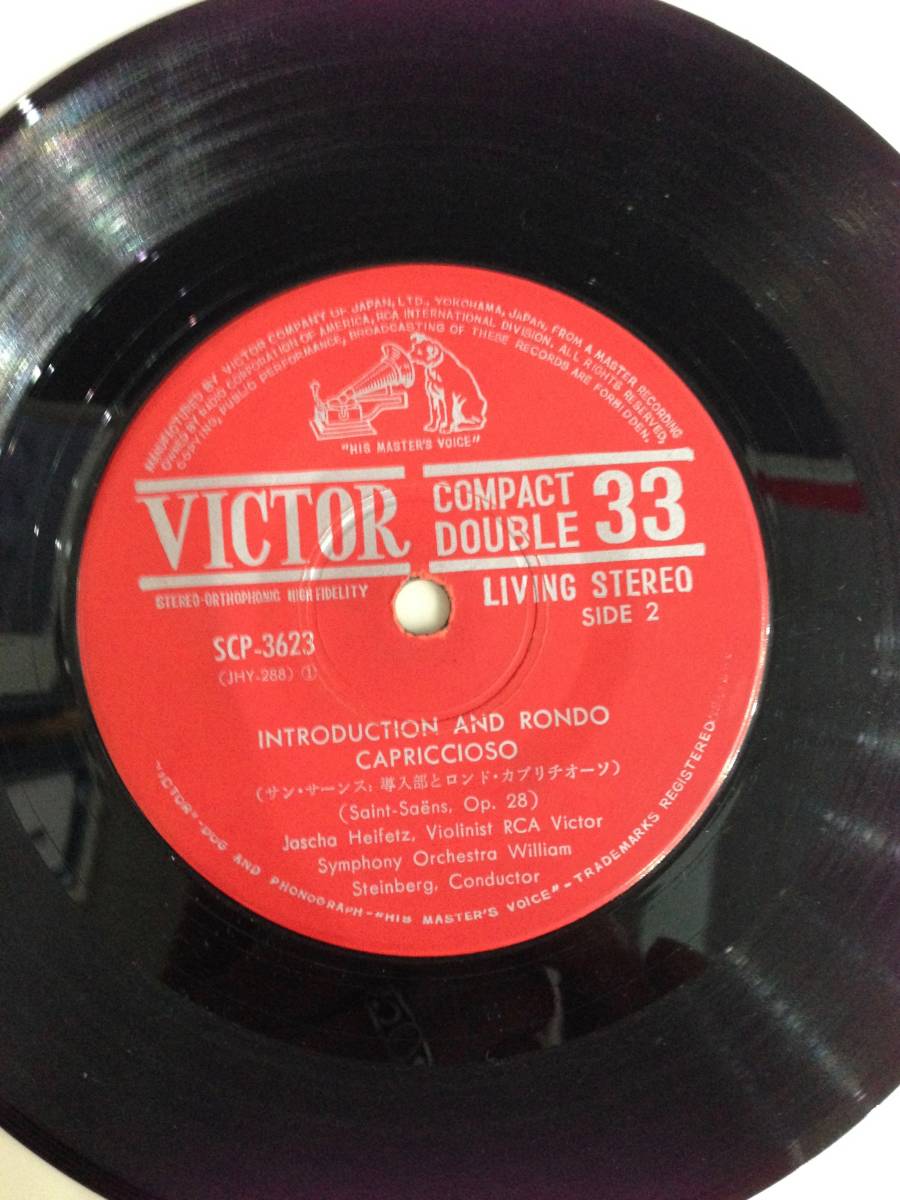 MANUFACTURED BY VICTOR COMPANY OF JAPAN, LTD., YOKOHAMA, JAPAN, FROM A MASTER RECORDING
OWNED BY RADIO CORPORATION OF AMERICA, RCA INTERNATIONAL DIVISION. ALL RIGHTS RESERVED,
COPYING, PUBLIC PERFORMANCE, BROADCASTING OF THESE RECORDS ARE FORBIDDEN.
"HIS MASTER'S VOICE"
VICTOR
COMPACT
DOUBLE 33
STEREO-ORTHOPHONIC HIGH FIDELITY
LIVING STEREO
SIDE 2
SCP-3623
(JHY-288) ①
INTRODUCTION AND RONDO
CAPRICCIOSO
(サン・サーンス: 導入部とロンド・カプリチオーソ)
(Saint-Saëns, Op. 28)
Jascha Heifetz, Violinist RCA Victor
Symphony Orchestra William
Steinberg, Conductor
"VICTOR"-DOG AND PHONOGRAPH-"HIS MASTER'S VOICE"-TRADEMARKS REGISTERED